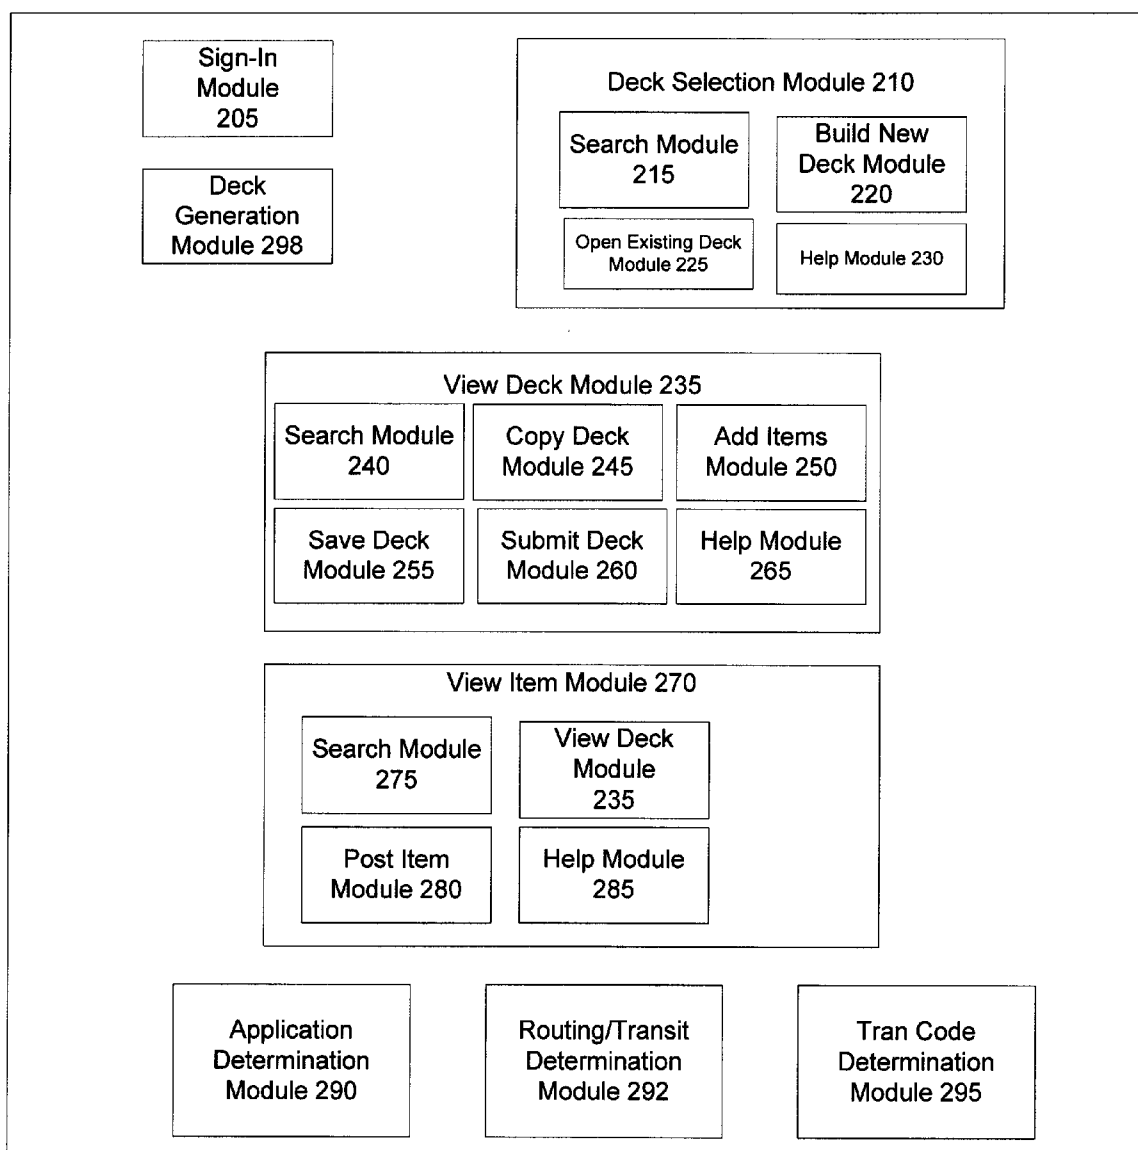 Sign-In
Module
205
Deck
Generation
Module 298
Deck Selection Module 210
Search Module
215
Build New
Deck Module
220
Open Existing Deck
Module 225
Help Module 230
View Deck Module 235
Search Module
240
Copy Deck
Module 245
Add Items
Module 250
Save Deck
Module 255
Submit Deck
Module 260
Help Module
265
View Item Module 270
Search Module
275
View Deck
Module
235
Post Item
Module 280
Help Module
285
Application
Determination
Module 290
Routing/Transit
Determination
Module 292
Tran Code
Determination
Module 295